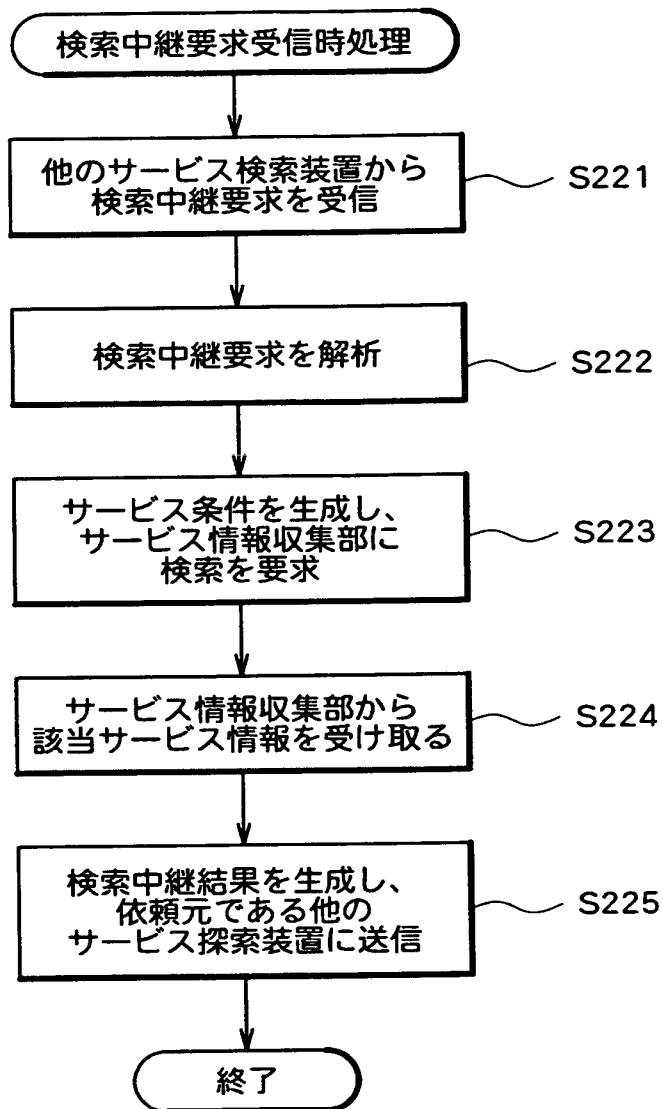 検索中継要求受信時処理
他のサービス検索装置から
検索中継要求を受信
S221
検索中継要求を解析
S222
サービス条件を生成し、
サービス情報収集部に
検索を要求
S223
サービス情報収集部から
該当サービス情報を受け取る
S224
検索中継結果を生成し、
依頼元である他の
サービス探索装置に送信
S225
終了